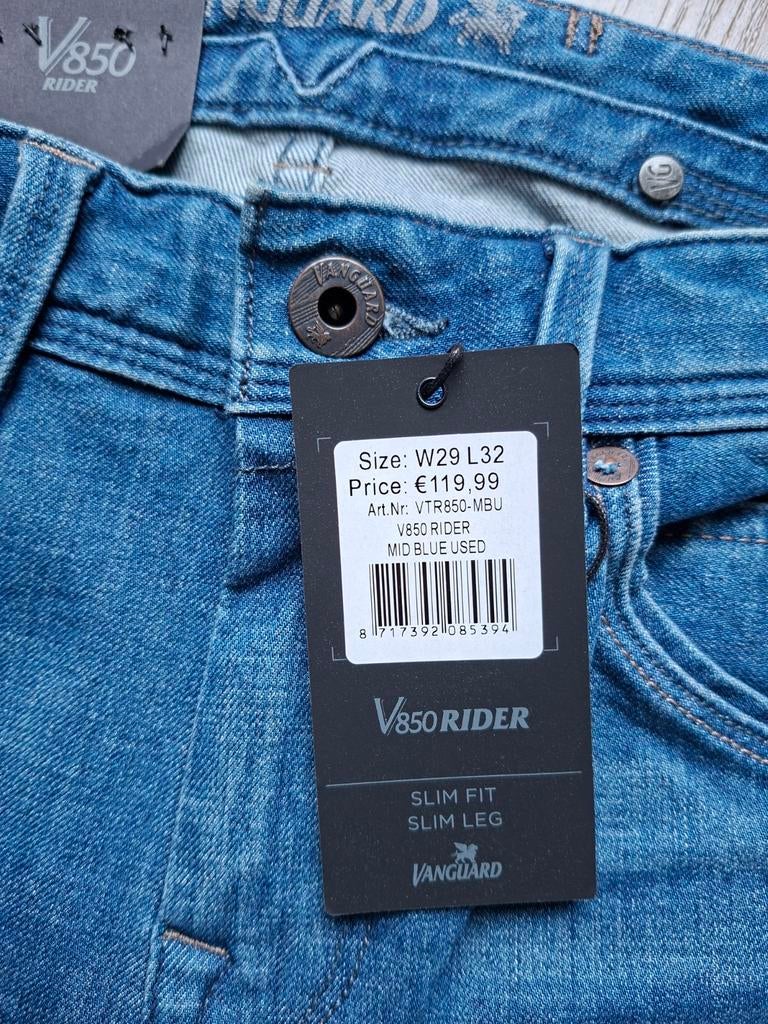 VANGUARD
V850
RIDER
VG
VANGUARD
Size: W29 L32
Price: €119,99
Art.Nr: VTR850-MBU
V850 RIDER
MID BLUE USED
8 717392 085394
V850 RIDER
SLIM FIT
SLIM LEG
VANGUARD